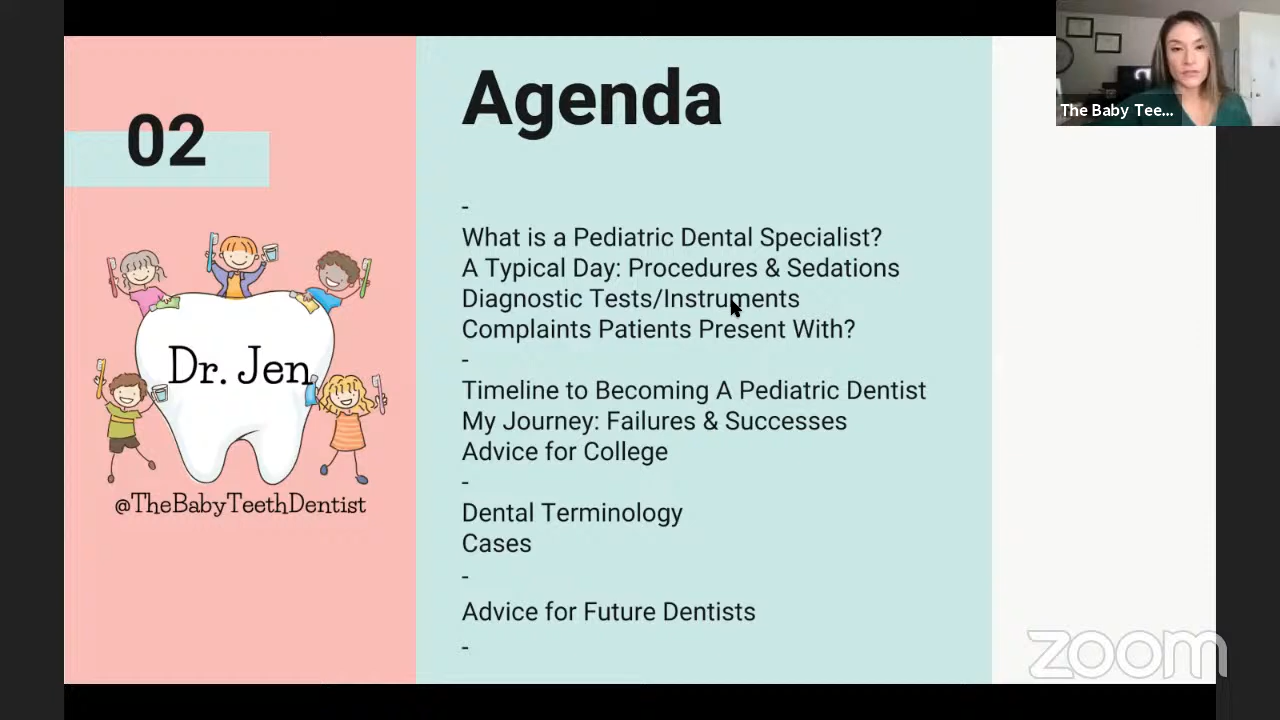 02
Agenda
The Baby Tee...
-
What is a Pediatric Dental Specialist?
A Typical Day: Procedures & Sedations
Diagnostic Tests/Instruments
Complaints Patients Present With?
-
Timeline to Becoming A Pediatric Dentist
My Journey: Failures & Successes
Advice for College
-
Dental Terminology
Cases
-
Advice for Future Dentists
-
Dr. Jen
@TheBabyTeethDentist
zoom